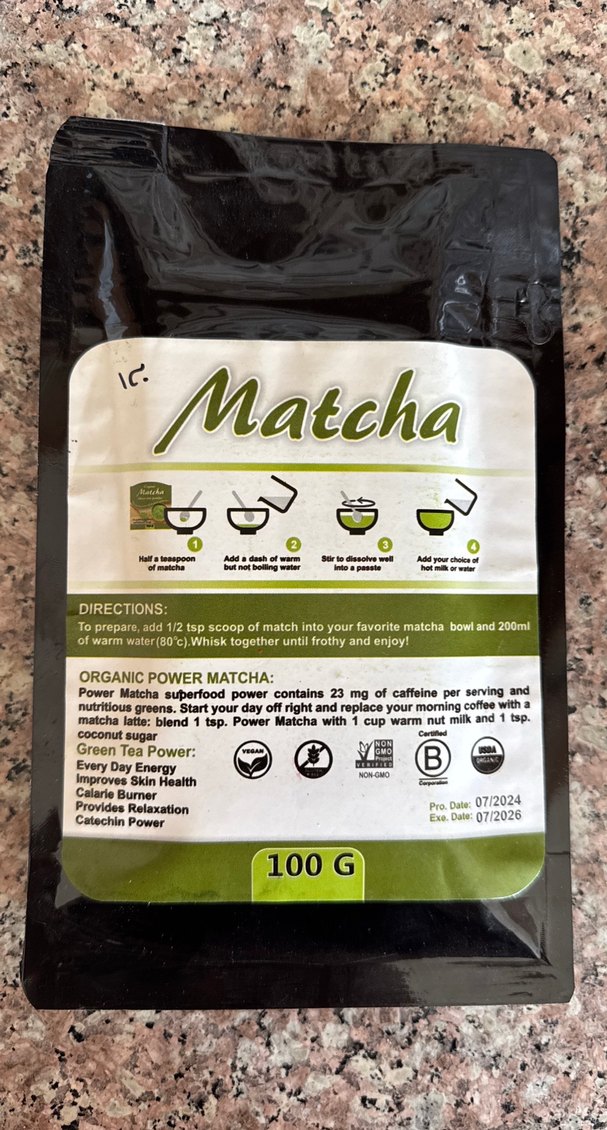 ١٤٠
Matcha
Matcha
1
2
3
4
Half a teaspoon
of matcha
Add a dash of warm
but not boiling water
Stir to dissolve well
into a passte
Add your choice of
hot milk or water
DIRECTIONS:
To prepare, add 1/2 tsp scoop of match into your favorite matcha bowl and 200ml
of warm water(80°c).Whisk together until frothy and enjoy!
ORGANIC POWER MATCHA:
Power Matcha superfood power contains 23 mg of caffeine per serving and
nutritious greens. Start your day off right and replace your morning coffee with a
matcha latte: blend 1 tsp. Power Matcha with 1 cup warm nut milk and 1 tsp.
coconut sugar
Green Tea Power:
Every Day Energy
Improves Skin Health
Calarie Burner
Provides Relaxation
Catechin Power
VEGAN
NON
GMO
Project
VERIFIED
NON-GMO
Certified
B
Corporation
USDA
ORGANIC
Pro. Date: 07/2024
Exe. Date: 07/2026
100 G